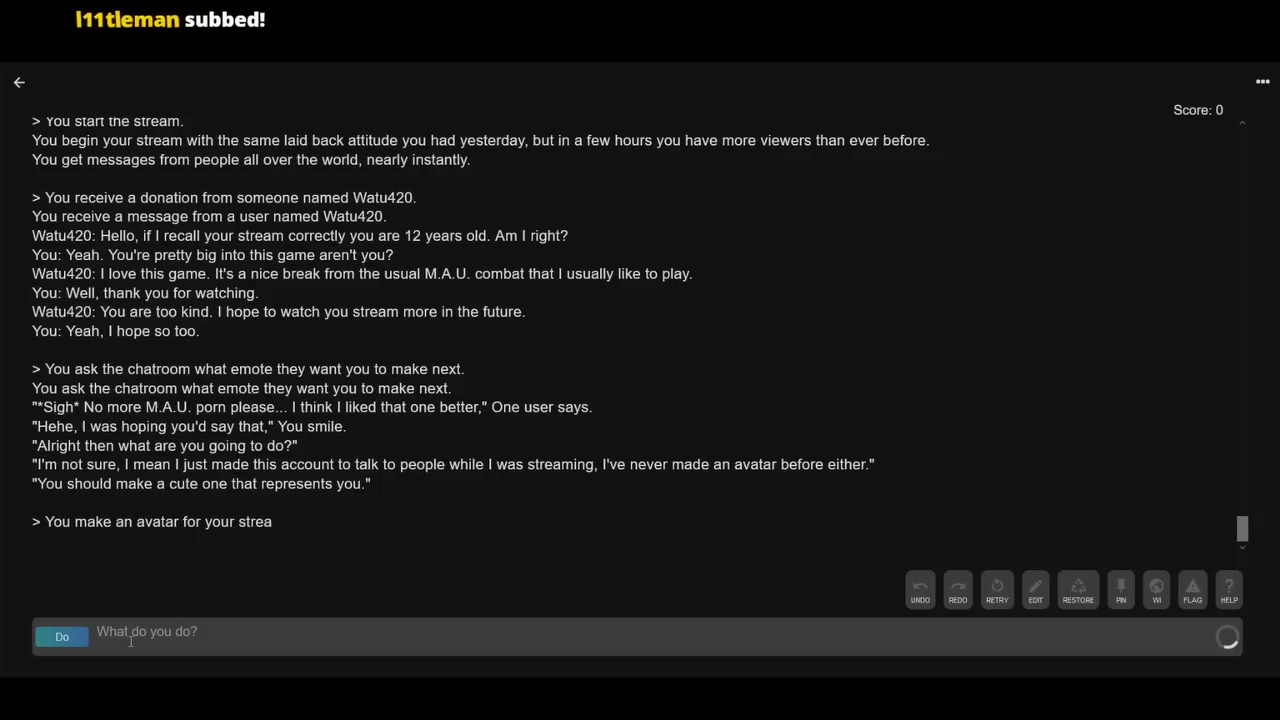 l11tleman subbed!
Score: 0
> You start the stream.
You begin your stream with the same laid back attitude you had yesterday, but in a few hours you have more viewers than ever before.
You get messages from people all over the world, nearly instantly.
> You receive a donation from someone named Watu420.
You receive a message from a user named Watu420.
Watu420: Hello, if I recall your stream correctly you are 12 years old. Am I right?
You: Yeah. You're pretty big into this game aren't you?
Watu420: I love this game. It's a nice break from the usual M.A.U. combat that I usually like to play.
You: Well, thank you for watching.
Watu420: You are too kind. I hope to watch you stream more in the future.
You: Yeah, I hope so too.
> You ask the chatroom what emote they want you to make next.
You ask the chatroom what emote they want you to make next.
"*Sigh* No more M.A.U. porn please... I think I liked that one better," One user says.
"Hehe, I was hoping you'd say that," You smile.
"Alright then what are you going to do?"
"I'm not sure, I mean I just made this account to talk to people while I was streaming, I've never made an avatar before either."
"You should make a cute one that represents you."
> You make an avatar for your strea
UNDO REDO RETRY EDIT RESTORE PIN WI FLAG HELP
Do What do you do?